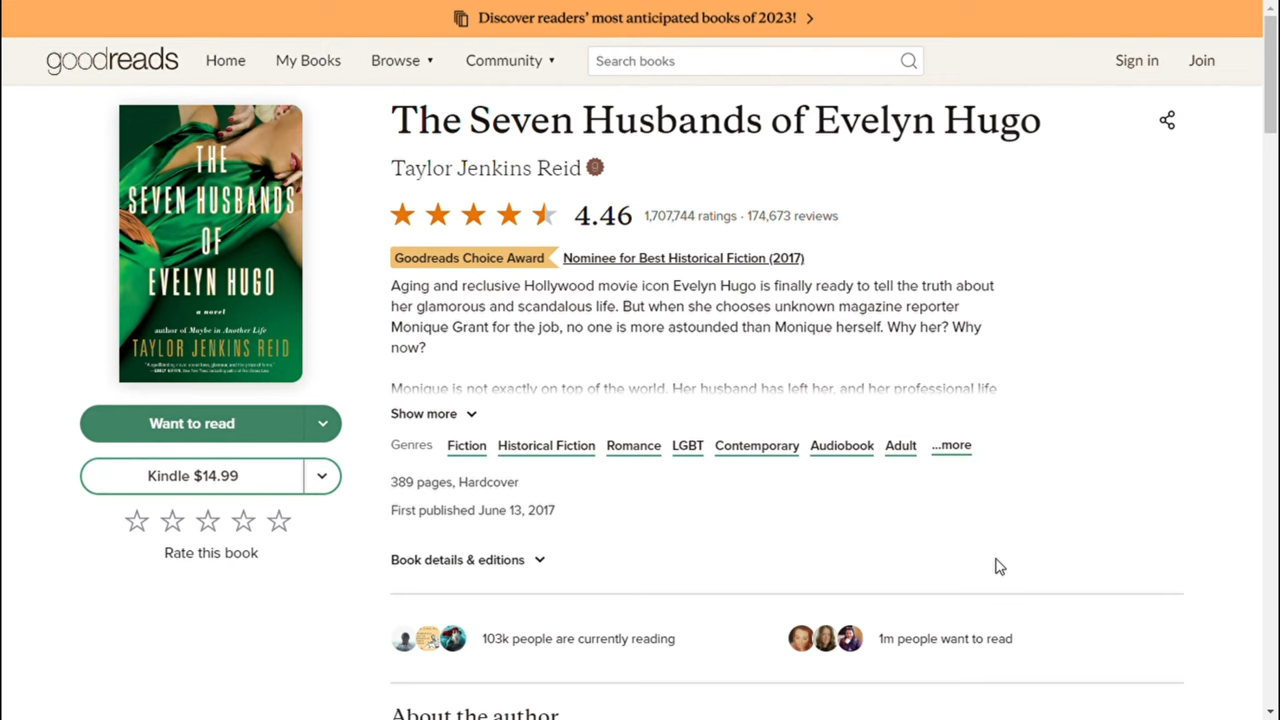 Discover readers' most anticipated books of 2023!
goodreads
Home
My Books
Browse
Community
Search books
Sign in
Join
THE
SEVEN HUSBANDS
OF
EVELYN HUGO
a novel
author of Maybe in Another Life
TAYLOR JENKINS REID
The Seven Husbands of Evelyn Hugo
Taylor Jenkins Reid
4.46
1,707,744 ratings · 174,673 reviews
Goodreads Choice Award
Nominee for Best Historical Fiction (2017)
Aging and reclusive Hollywood movie icon Evelyn Hugo is finally ready to tell the truth about
her glamorous and scandalous life. But when she chooses unknown magazine reporter
Monique Grant for the job, no one is more astounded than Monique herself. Why her? Why
now?
Monique is not exactly on top of the world. Her husband has left her, and her professional life
Show more
Genres
Fiction
Historical Fiction
Romance
LGBT
Contemporary
Audiobook
Adult
...more
389 pages, Hardcover
First published June 13, 2017
Book details & editions
Want to read
Kindle $14.99
Rate this book
103k people are currently reading
1m people want to read
About the author